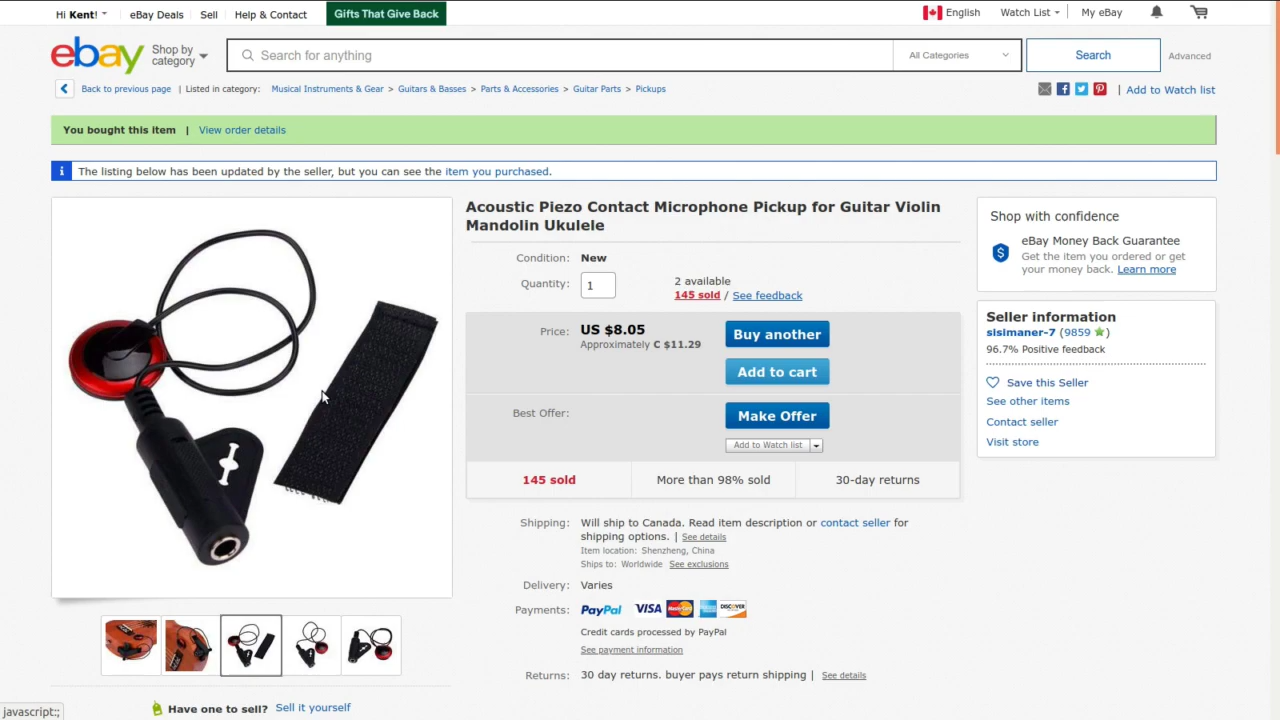 Hi Kent!
eBay Deals
Sell
Help & Contact
Gifts That Give Back
English
Watch List
My eBay
ebay
Shop by
category
Search for anything
All Categories
Search
Advanced
Back to previous page | Listed in category: Musical Instruments & Gear > Guitars & Basses > Parts & Accessories > Guitar Parts > Pickups
| Add to Watch list
You bought this item | View order details
i The listing below has been updated by the seller, but you can see the item you purchased.
Acoustic Piezo Contact Microphone Pickup for Guitar Violin
Mandolin Ukulele
Condition: New
Quantity: 1
2 available
145 sold / See feedback
Price: US $8.05
Approximately C $11.29
Buy another
Add to cart
Best Offer:
Make Offer
Add to Watch list
145 sold
More than 98% sold
30-day returns
Shipping: Will ship to Canada. Read item description or contact seller for
shipping options. | See details
Item location: Shenzheng, China
Ships to: Worldwide See exclusions
Delivery: Varies
Payments: PayPal VISA MasterCard DISCOVER
Credit cards processed by PayPal
See payment information
Returns: 30 day returns. buyer pays return shipping | See details
Shop with confidence
eBay Money Back Guarantee
Get the item you ordered or get
your money back. Learn more
Seller information
sisimaner-7 (9859)
96.7% Positive feedback
Save this Seller
See other items
Contact seller
Visit store
Have one to sell? Sell it yourself
javascript:;